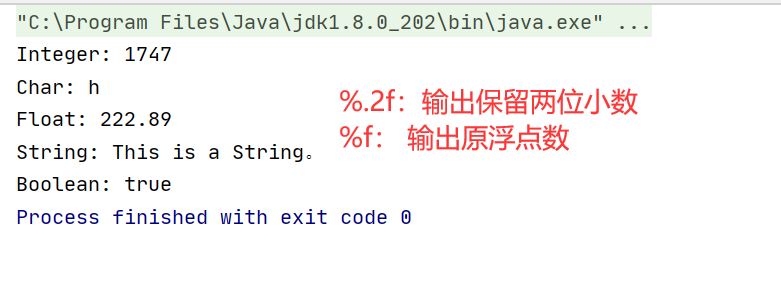 "C:\Program Files\Java\jdk1.8.0_202\bin\java.exe" ...
Integer: 1747
Char: h
Float: 222.89
String: This is a String。
Boolean: true
Process finished with exit code 0
%.2f：输出保留两位小数
%f： 输出原浮点数